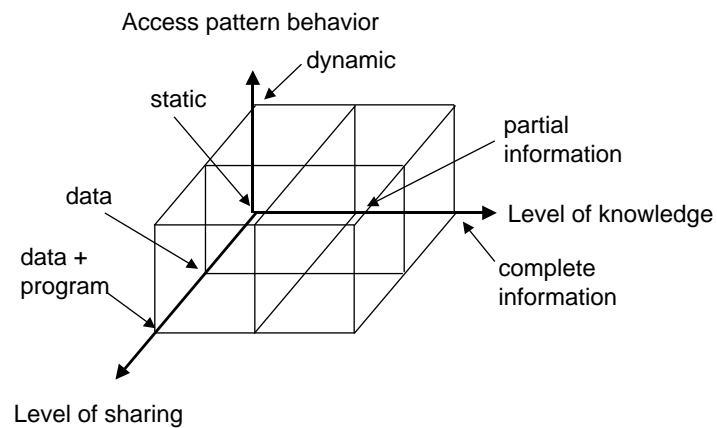 Access pattern behavior
dynamic
static
partial
information
data
Level of knowledge
data +
program
complete
information
Level of sharing